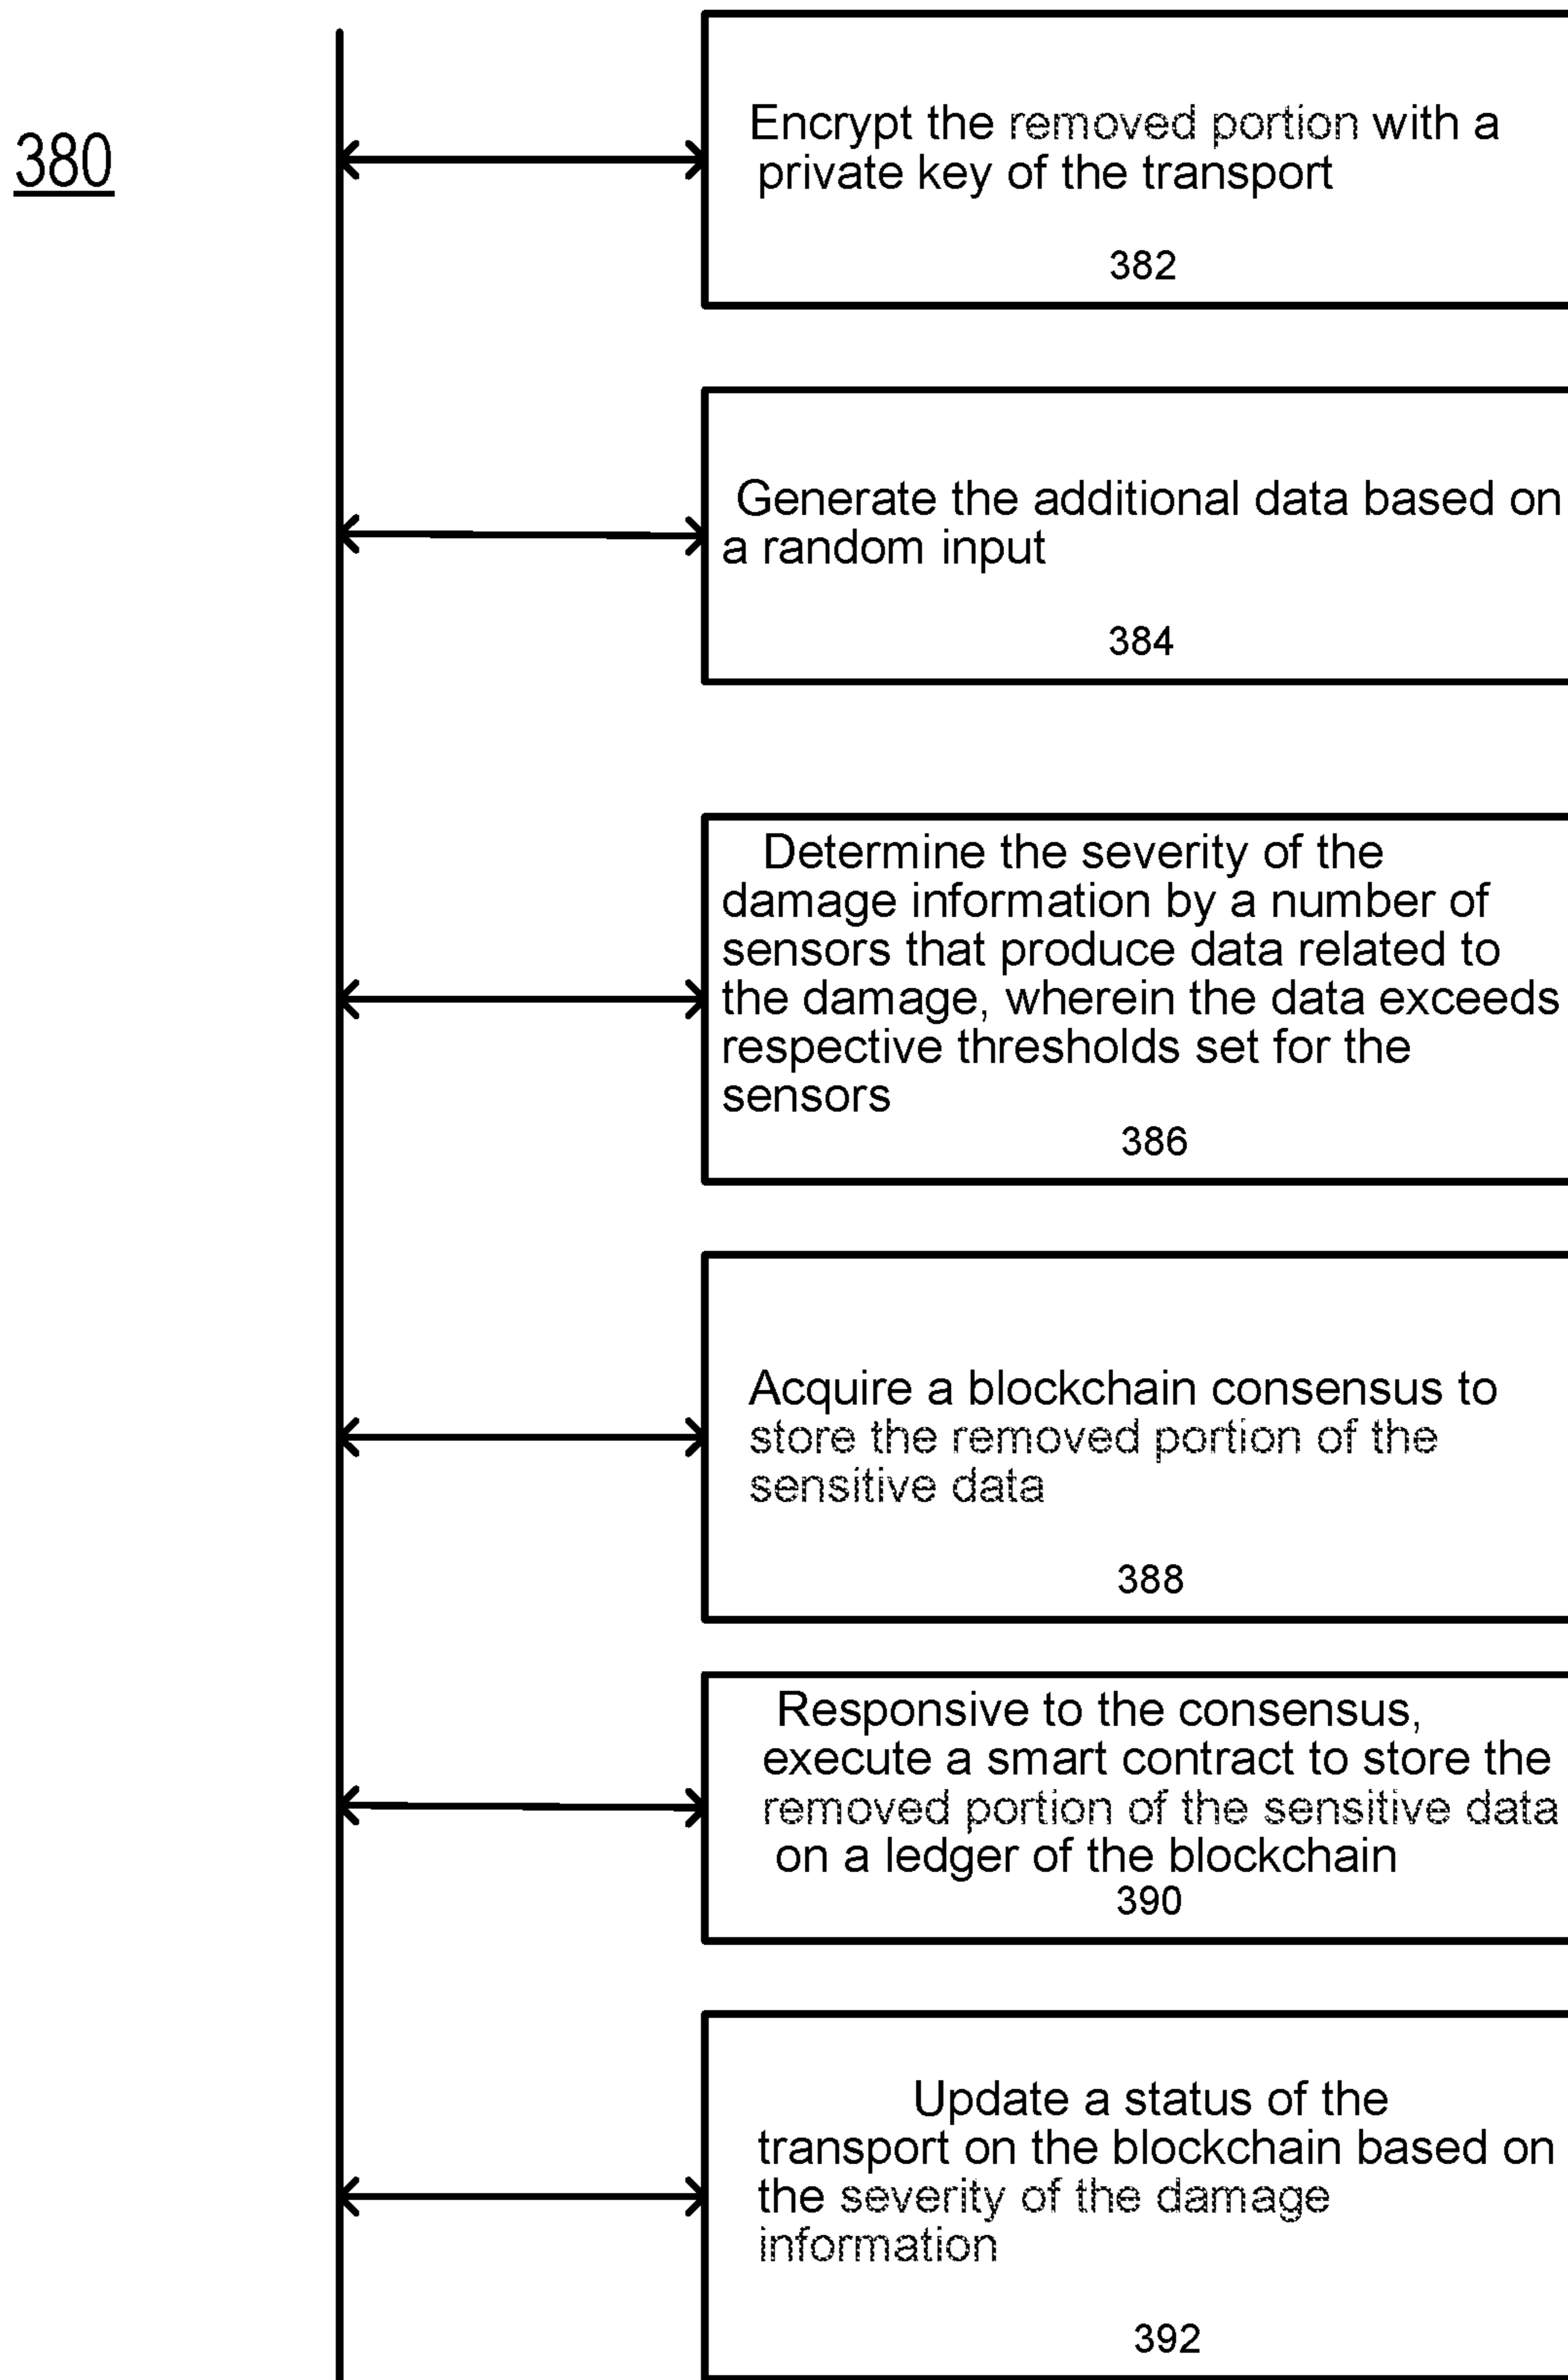 380
Encrypt the removed portion with a
private key of the transport
382
Generate the additional data based on
a random input
384
Determine the severity of the
damage information by a number of
sensors that produce data related to
the damage, wherein the data exceeds
respective thresholds set for the
sensors
386
Acquire a blockchain consensus to
store the removed portion of the
sensitive data
388
Responsive to the consensus,
execute a smart contract to store the
removed portion of the sensitive data
on a ledger of the blockchain
390
Update a status of the
transport on the blockchain based on
the severity of the damage
information
392